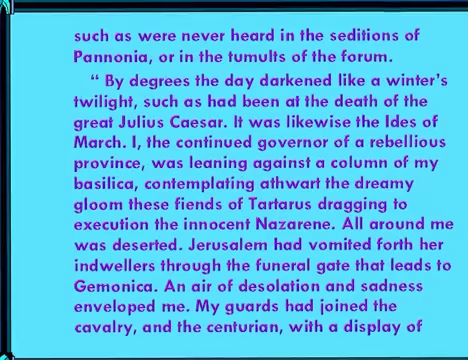 such as were never heard in the seditions of
Pannonia, or in the tumults of the forum.
“ By degrees the day darkened like a winter’s
twilight, such as had been at the death of the
great Julius Caesar. It was likewise the Ides of
March. I, the continued governor of a rebellious
province, was leaning against a column of my
basilica, contemplating athwart the dreamy
gloom these fiends of Tartarus dragging to
execution the innocent Nazarene. All around me
was deserted. Jerusalem had vomited forth her
indwellers through the funeral gate that leads to
Gemonica. An air of desolation and sadness
enveloped me. My guards had joined the
cavalry, and the centurian, with a display of